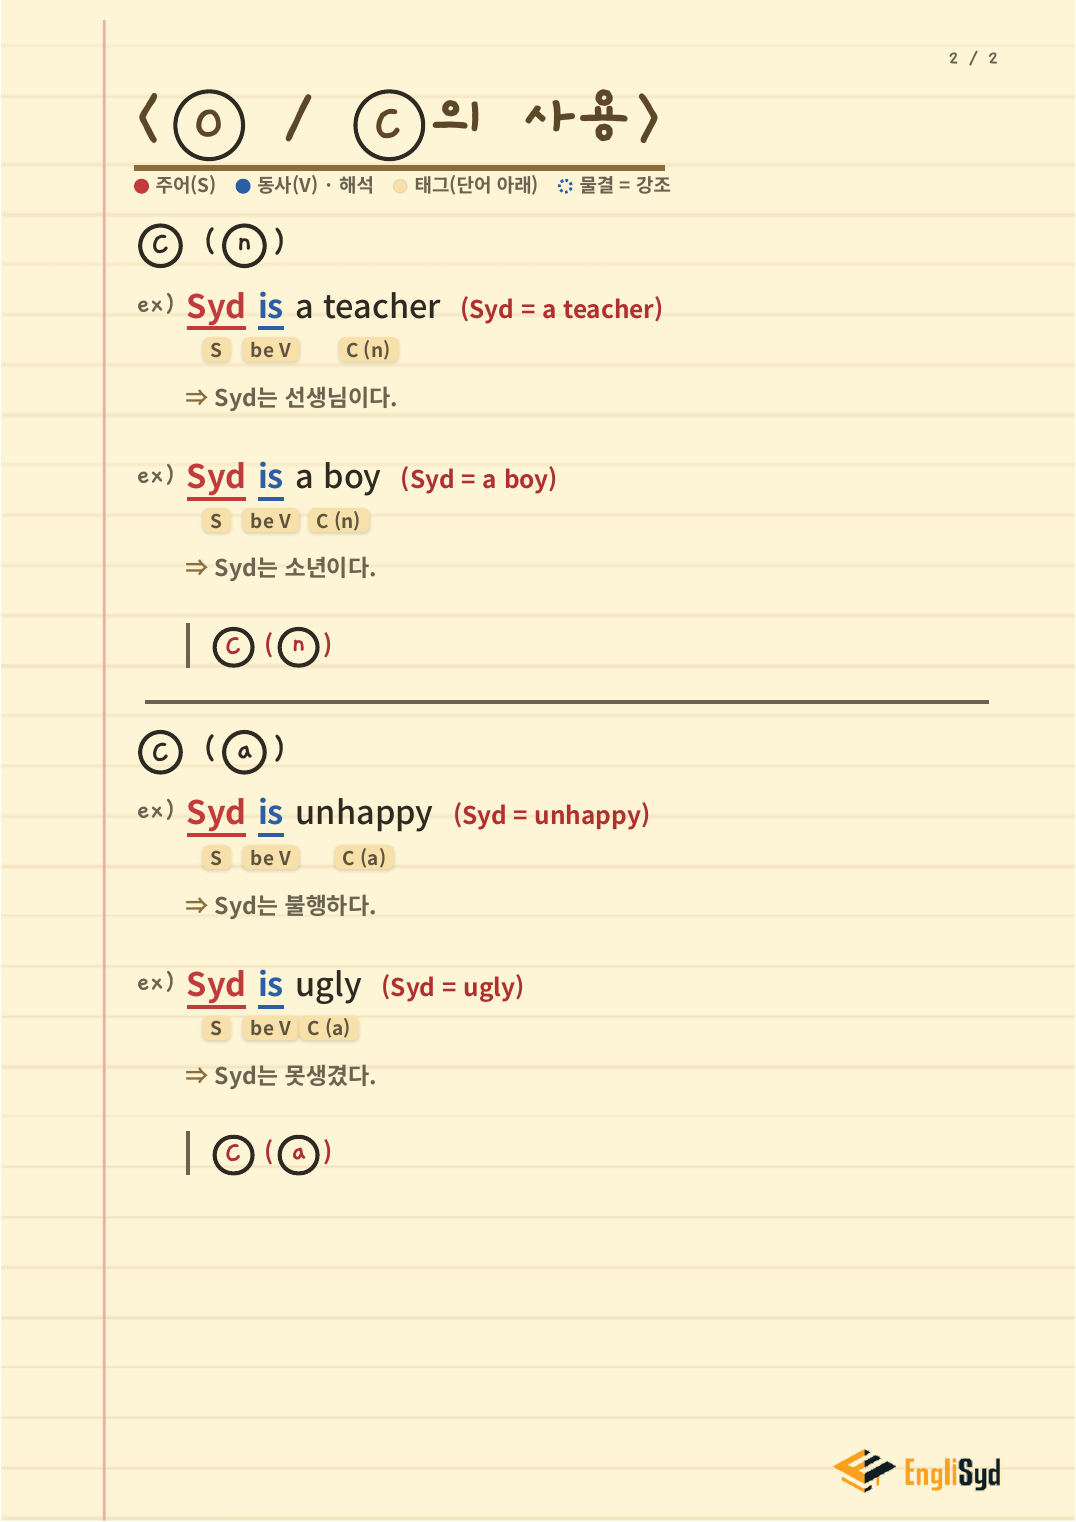 2 / 2
〈 O / C의 사용 〉
주어(S) 동사(V) · 해석 태그(단어 아래) 물결 = 강조
C ( n )
ex) Syd is a teacher (Syd = a teacher)
S be V C (n)
⇒ Syd는 선생님이다.
ex) Syd is a boy (Syd = a boy)
S be V C (n)
⇒ Syd는 소년이다.
C ( n )
C ( a )
ex) Syd is unhappy (Syd = unhappy)
S be V C (a)
⇒ Syd는 불행하다.
ex) Syd is ugly (Syd = ugly)
S be V C (a)
⇒ Syd는 못생겼다.
C ( a )
EngliSyd